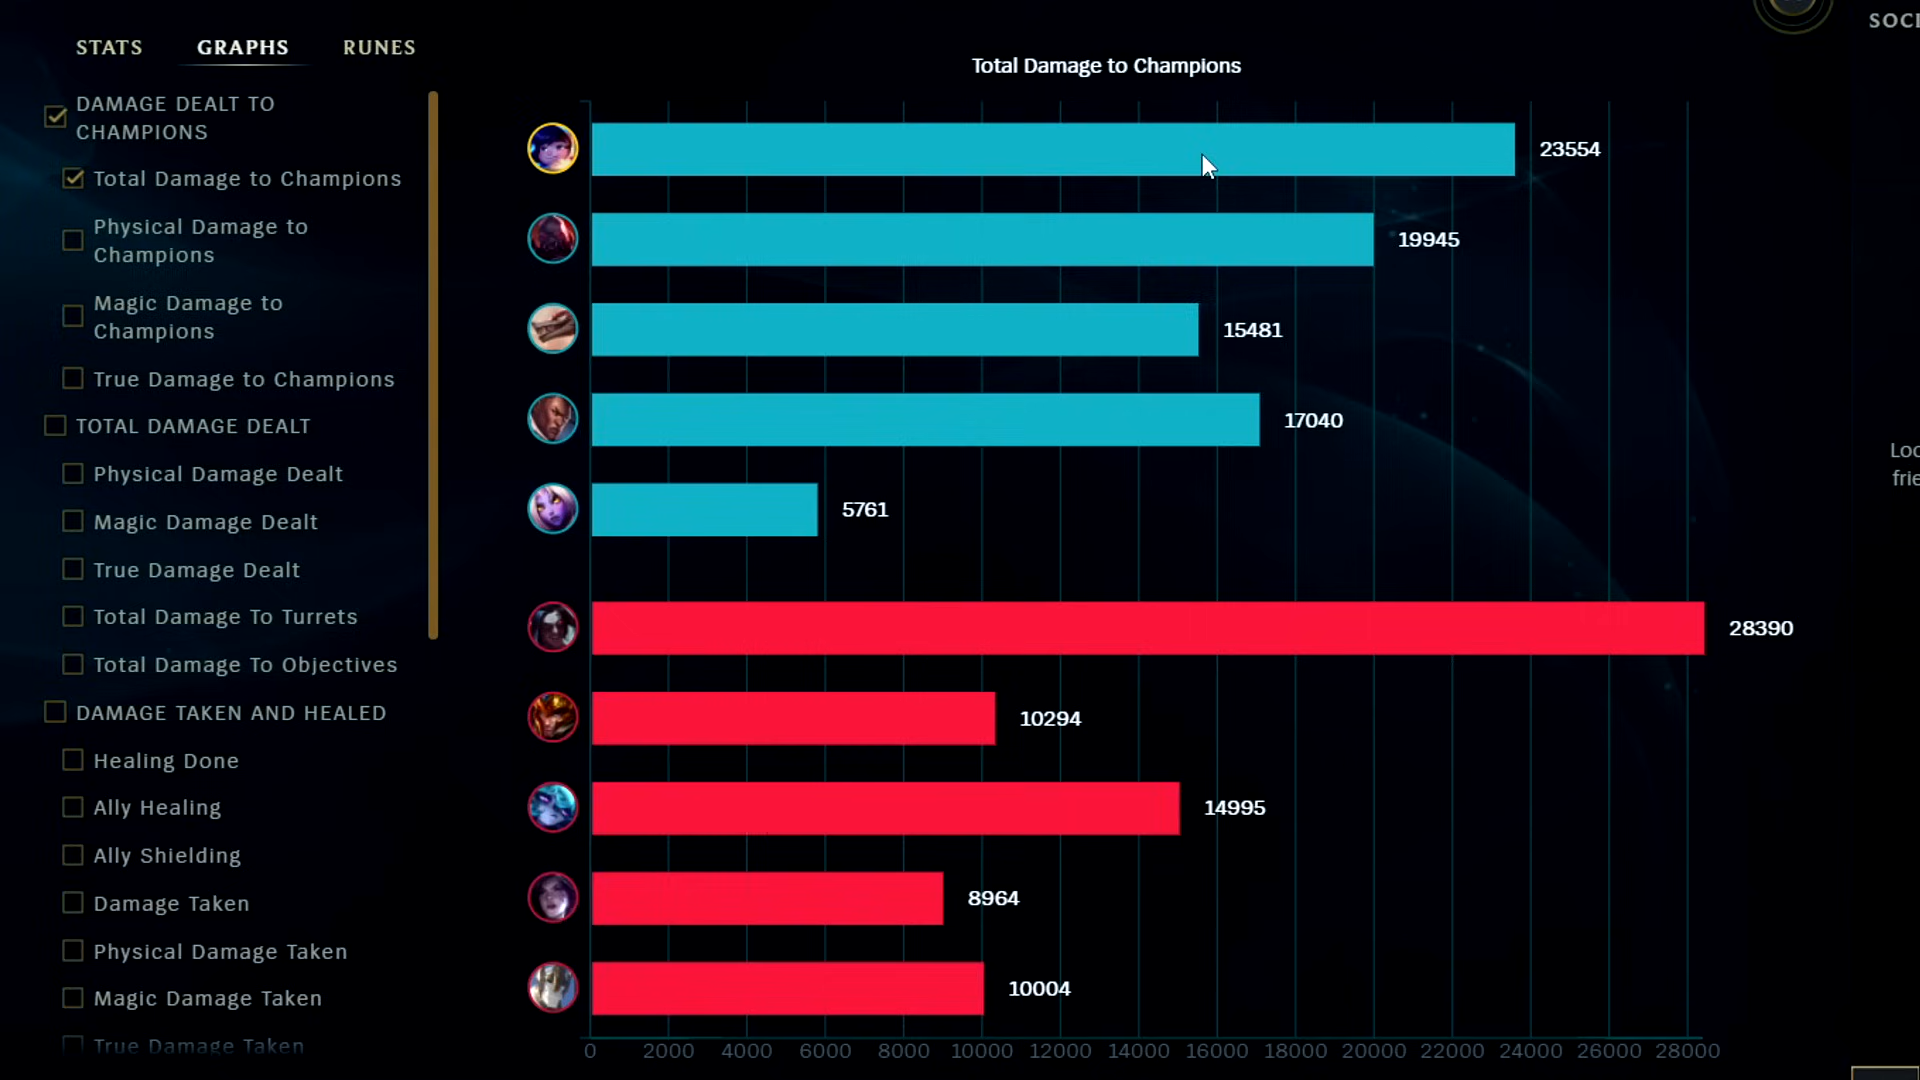 STATS GRAPHS RUNES
SOCI
Total Damage to Champions
DAMAGE DEALT TO
CHAMPIONS
Total Damage to Champions
Physical Damage to
Champions
Magic Damage to
Champions
True Damage to Champions
TOTAL DAMAGE DEALT
Physical Damage Dealt
Magic Damage Dealt
True Damage Dealt
Total Damage To Turrets
Total Damage To Objectives
DAMAGE TAKEN AND HEALED
Healing Done
Ally Healing
Ally Shielding
Damage Taken
Physical Damage Taken
Magic Damage Taken
True Damage Taken
23554
19945
15481
17040
5761
28390
10294
14995
8964
10004
0 2000 4000 6000 8000 10000 12000 14000 16000 18000 20000 22000 24000 26000 28000
Loo
frie